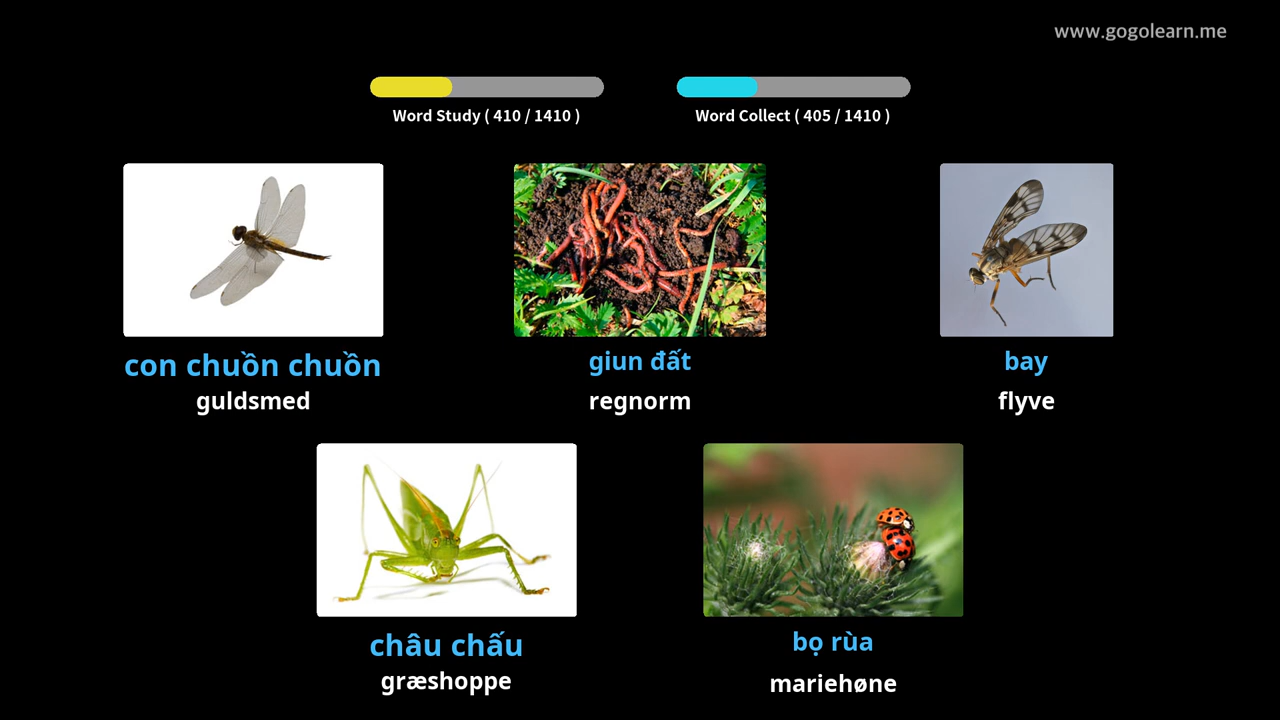 www.gogolearn.me
Word Study ( 410 / 1410 )
Word Collect ( 405 / 1410 )
con chuồn chuồn
guldsmed
giun đất
regnorm
bay
flyve
châu chấu
græshoppe
bọ rùa
mariehøne